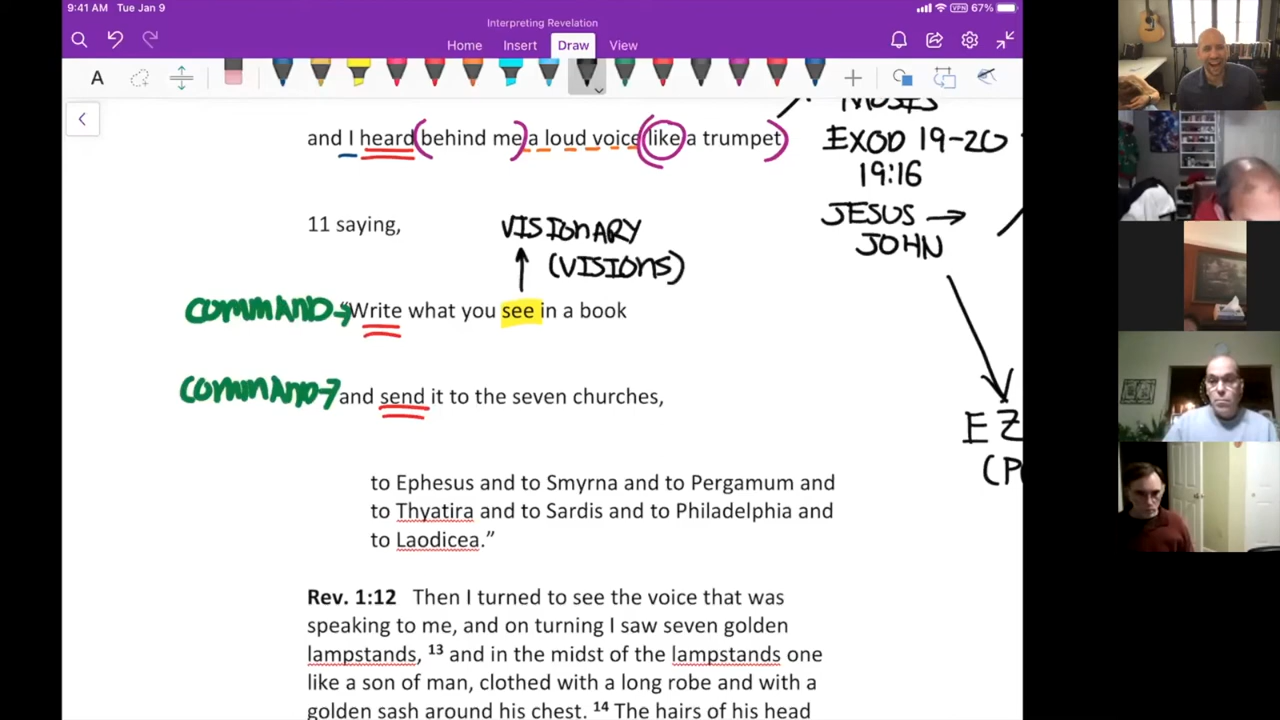 9:41 AM Tue Jan 9
VPN 67%
Interpreting Revelation
Home Insert Draw View
A
MOSES
and I heard (behind me) a loud voice (like a trumpet)
EXOD 19-20
19:16
JESUS →
JOHN
11 saying,
VISIONARY
(VISIONS)
COMMAND → “Write what you see in a book
COMMAND → and send it to the seven churches,
EZ
(P
to Ephesus and to Smyrna and to Pergamum and
to Thyatira and to Sardis and to Philadelphia and
to Laodicea.”
Rev. 1:12 Then I turned to see the voice that was
speaking to me, and on turning I saw seven golden
lampstands, 13 and in the midst of the lampstands one
like a son of man, clothed with a long robe and with a
golden sash around his chest. 14 The hairs of his head